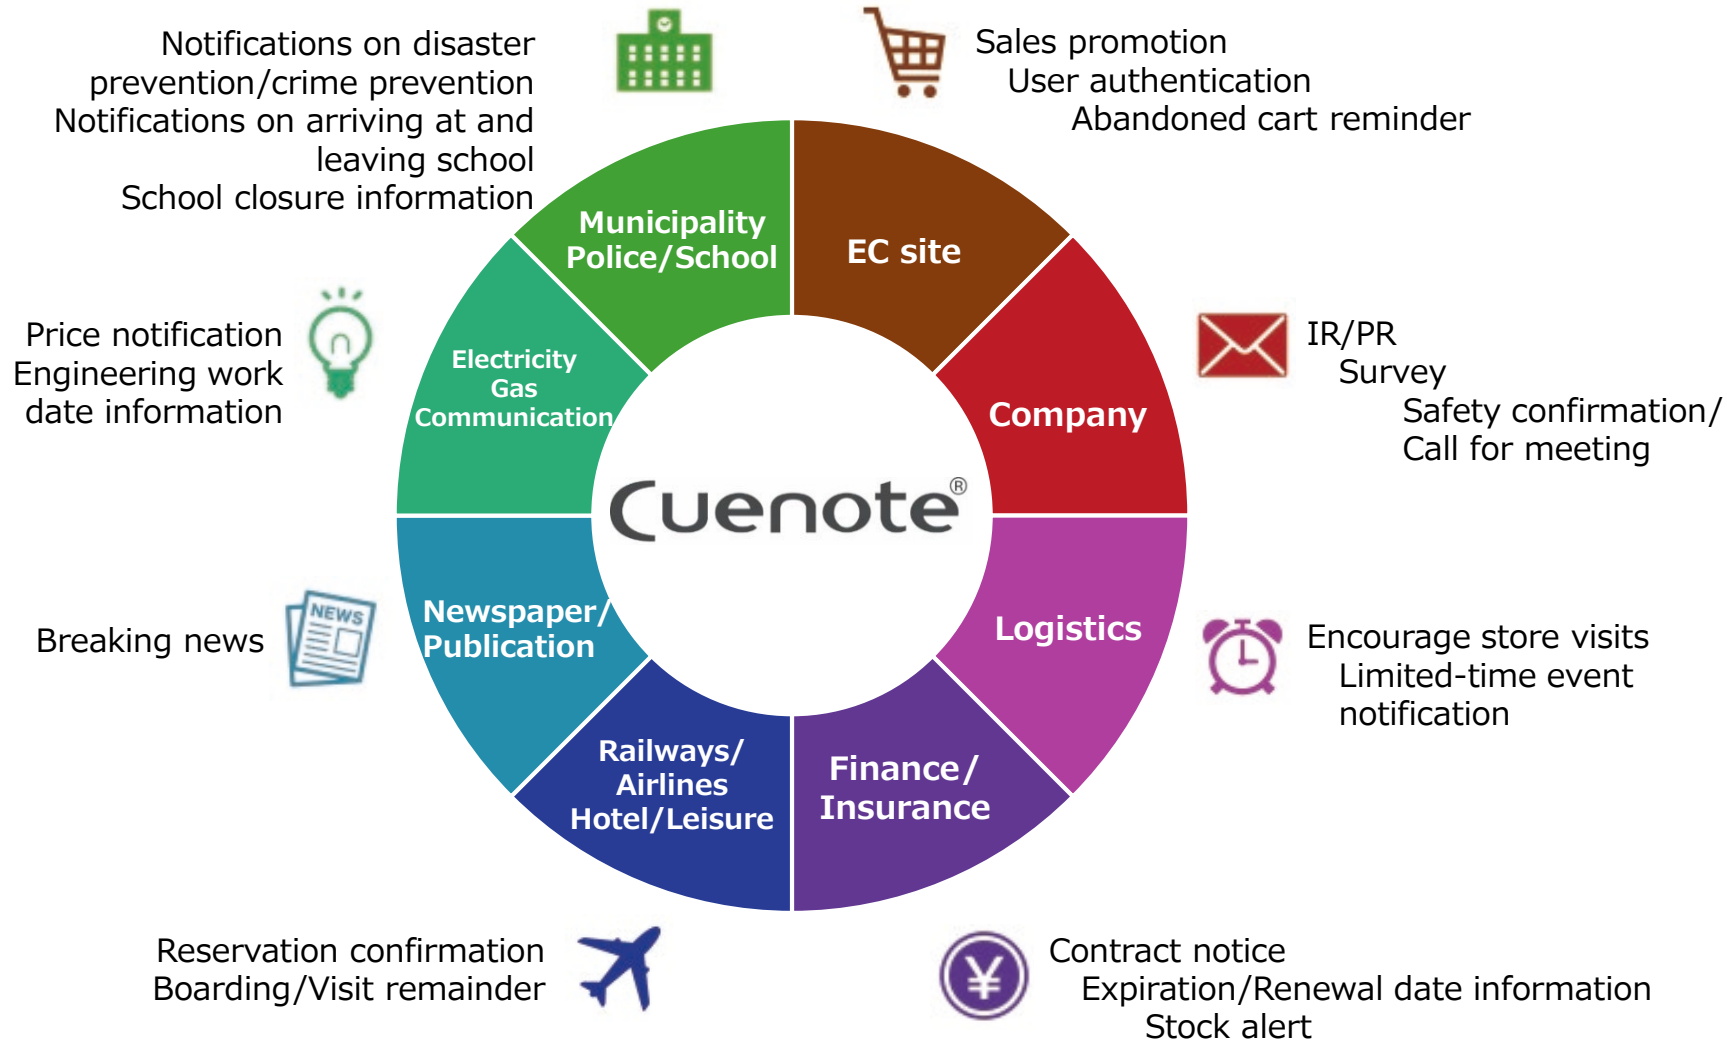 Notifications on disaster
prevention/crime prevention
Notifications on arriving at and
leaving school
School closure information
Sales promotion
User authentication
Abandoned cart reminder
Municipality
Police/School
EC site
Price notification
Engineering work
date information
Electricity
Gas
Communication
Company
IR/PR
Survey
Safety confirmation/
Call for meeting
Cuenote®
Breaking news
NEWS
Newspaper/
Publication
Logistics
Encourage store visits
Limited-time event
notification
Railways/
Airlines
Hotel/Leisure
Finance/
Insurance
Reservation confirmation
Boarding/Visit remainder
¥
Contract notice
Expiration/Renewal date information
Stock alert